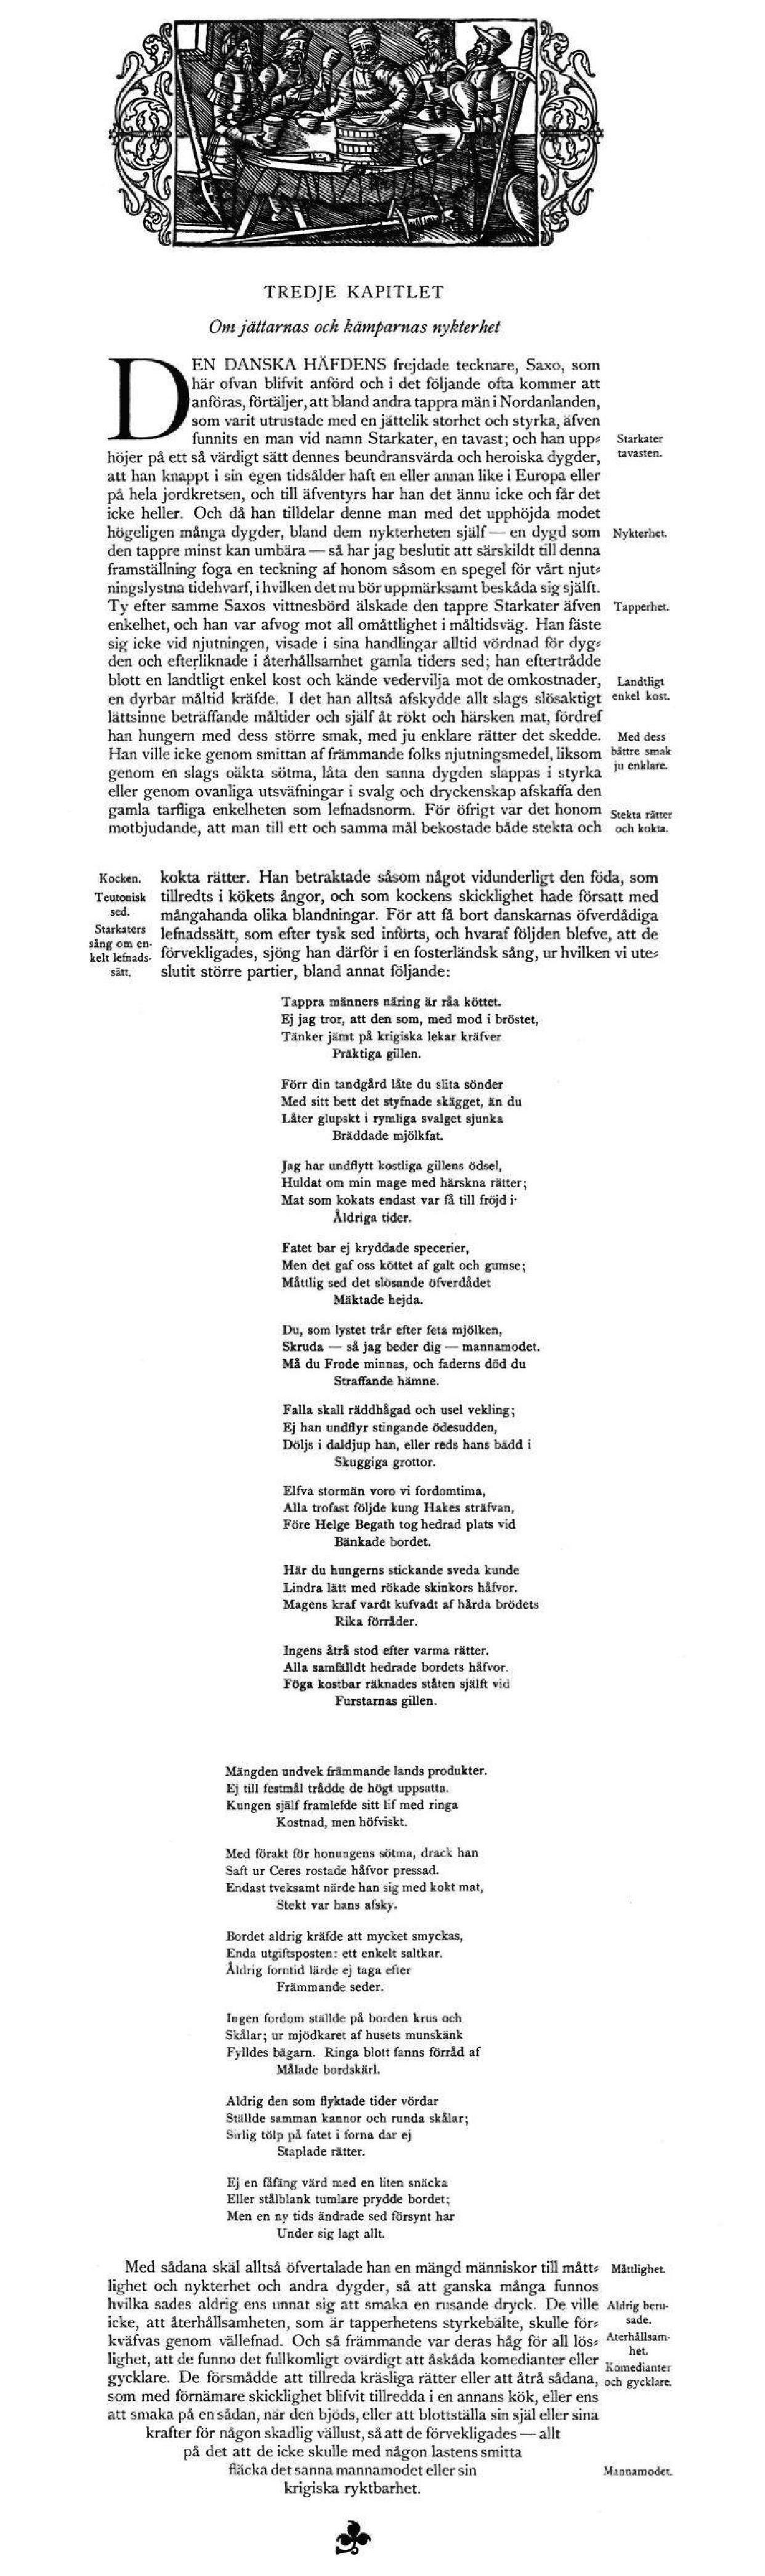 TREDJE KAPITLET
Om jättarnas och kämparnas nykterhet
DEN DANSKA HÄFDENS frejdade tecknare, Saxo, som
här ofvan blifvit anförd och i det följande ofta kommer att
anföras, förtäljer, att bland andra tappra män i Nordanlanden,
som varit utrustade med en jättelik storhet och styrka, äfven
funnits en man vid namn Starkater, en tavast; och han upp⸗
Starkater
tavasten.
höjer på ett så värdigt sätt dennes beundransvärda och heroiska dygder,
att han knappt i sin egen tidsålder haft en eller annan like i Europa eller
på hela jordkretsen, och till äfventyrs har han det ännu icke och får det
icke heller. Och då han tilldelar denne man med det upphöjda modet
högeligen många dygder, bland dem nykterheten själf — en dygd som
Nykterhet.
den tappre minst kan umbära — så har jag beslutit att särskildt till denna
framställning foga en teckning af honom såsom en spegel för vårt njut⸗
ningslystna tidehvarf, i hvilken det nu bör uppmärksamt beskåda sig själft.
Ty efter samme Saxos vittnesbörd älskade den tappre Starkater äfven
Tapperhet.
enkelhet, och han var afvog mot all omåttlighet i måltidsväg. Han fäste
sig icke vid njutningen, visade i sina handlingar alltid vördnad för dyg⸗
den och efterliknade i återhållsamhet gamla tiders sed; han eftertrådde
blott en landtligt enkel kost och kände vedervilja mot de omkostnader,
Landtligt
enkel kost.
en dyrbar måltid kräfde. I det han alltså afskydde allt slags slösaktigt
lättsinne beträffande måltider och själf åt rökt och härsken mat, fördref
han hungern med dess större smak, med ju enklare rätter det skedde.
Med dess
bättre smak
ju enklare.
Han ville icke genom smittan af främmande folks njutningsmedel, liksom
genom en slags oäkta sötma, låta den sanna dygden slappas i styrka
eller genom ovanliga utsväfningar i svalg och dryckenskap afskaffa den
gamla tarfliga enkelheten som lefnadsnorm. För öfrigt var det honom
Stekta rätter
och kokta.
motbjudande, att man till ett och samma mål bekostade både stekta och
Kocken.
kokta rätter. Han betraktade såsom något vidunderligt den föda, som
Teutonisk
sed.
tillredts i kökets ångor, och som kockens skicklighet hade försatt med
mångahanda olika blandningar. För att få bort danskarnas öfverdådiga
Starkaters
sång om en-
kelt lefnads-
sätt.
lefnadssätt, som efter tysk sed införts, och hvaraf följden blefve, att de
förvekligades, sjöng han därför i en fosterländsk sång, ur hvilken vi ute⸗
slutit större partier, bland annat följande:
Tappra männers näring är råa köttet.
Ej jag tror, att den som, med mod i bröstet,
Tänker jämt på krigiska lekar kräfver
Präktiga gillen.
Förr din tandgård låte du slita sönder
Med sitt bett det styfnade skägget, än du
Låter glupskt i rymliga svalget sjunka
Bräddade mjölkfat.
Jag har undflytt kostliga gillens ödsel,
Huldat om min mage med härskna rätter;
Mat som kokats endast var få till fröjd i
Åldriga tider.
Fatet bar ej kryddade specerier,
Men det gaf oss köttet af galt och gumse;
Måttlig sed det slösande öfverdådet
Mäktade hejda.
Du, som lystet trår efter feta mjölken,
Skruda — så jag beder dig — mannamodet.
Må du Frode minnas, och faderns död du
Straffande hämne.
Falla skall räddhågad och usel vekling;
Ej han undflyr stingande ödesudden,
Döljs i daldjup han, eller reds hans bädd i
Skuggiga grottor.
Elfva stormän voro vi fordomtima,
Alla trofast följde kung Hakes sträfvan,
Före Helge Begath tog hedrad plats vid
Bänkade bordet.
Här du hungerns stickande sveda kunde
Lindra lätt med rökade skinkors håfvor.
Magens kraf vardt kufvadt af hårda brödets
Rika förråder.
Ingens åtrå stod efter varma rätter.
Alla samfälldt hedrade bordets håfvor.
Föga kostbar räknades ståten själft vid
Furstarnas gillen.
Mängden undvek främmande lands produkter.
Ej till festmål trådde de högt uppsatta.
Kungen själf framlefde sitt lif med ringa
Kostnad, men höfviskt.
Med förakt för honungens sötma, drack han
Saft ur Ceres rostade håfvor pressad.
Endast tveksamt närde han sig med kokt mat,
Stekt var hans afsky.
Bordet aldrig kräfde att mycket smyckas,
Enda utgiftsposten: ett enkelt saltkar.
Åldrig forntid lärde ej taga efter
Främmande seder.
Ingen fordom ställde på borden krus och
Skålar; ur mjödkaret af husets munskänk
Fylldes bägarn. Ringa blott fanns förråd af
Målade bordskärl.
Aldrig den som flyktade tider vördar
Ställde samman kannor och runda skålar;
Sirlig tölp på fatet i forna dar ej
Staplade rätter.
Ej en fåfäng värd med en liten snäcka
Eller stålblank tumlare prydde bordet;
Men en ny tids ändrade sed försynt har
Under sig lagt allt.
Med sådana skäl alltså öfvertalade han en mängd människor till mått⸗
Måttlighet.
lighet och nykterhet och andra dygder, så att ganska många funnos
hvilka sades aldrig ens unnat sig att smaka en rusande dryck. De ville
Aldrig beru-
sade.
icke, att återhållsamheten, som är tapperhetens styrkebälte, skulle för⸗
kväfvas genom vällefnad. Och så främmande var deras håg för all lös⸗
Återhållsam-
het.
lighet, att de funno det fullkomligt ovärdigt att åskåda komedianter eller
Komedianter
och gycklare.
gycklare. De försmådde att tillreda kräsliga rätter eller att åtrå sådana,
som med förnämare skicklighet blifvit tillredda i en annans kök, eller ens
att smaka på en sådan, när den bjöds, eller att blottställa sin själ eller sina
krafter för någon skadlig vällust, så att de förvekligades — allt
på det att de icke skulle med någon lastens smitta
fläcka det sanna mannamodet eller sin
Mannamodet.
krigiska ryktbarhet.